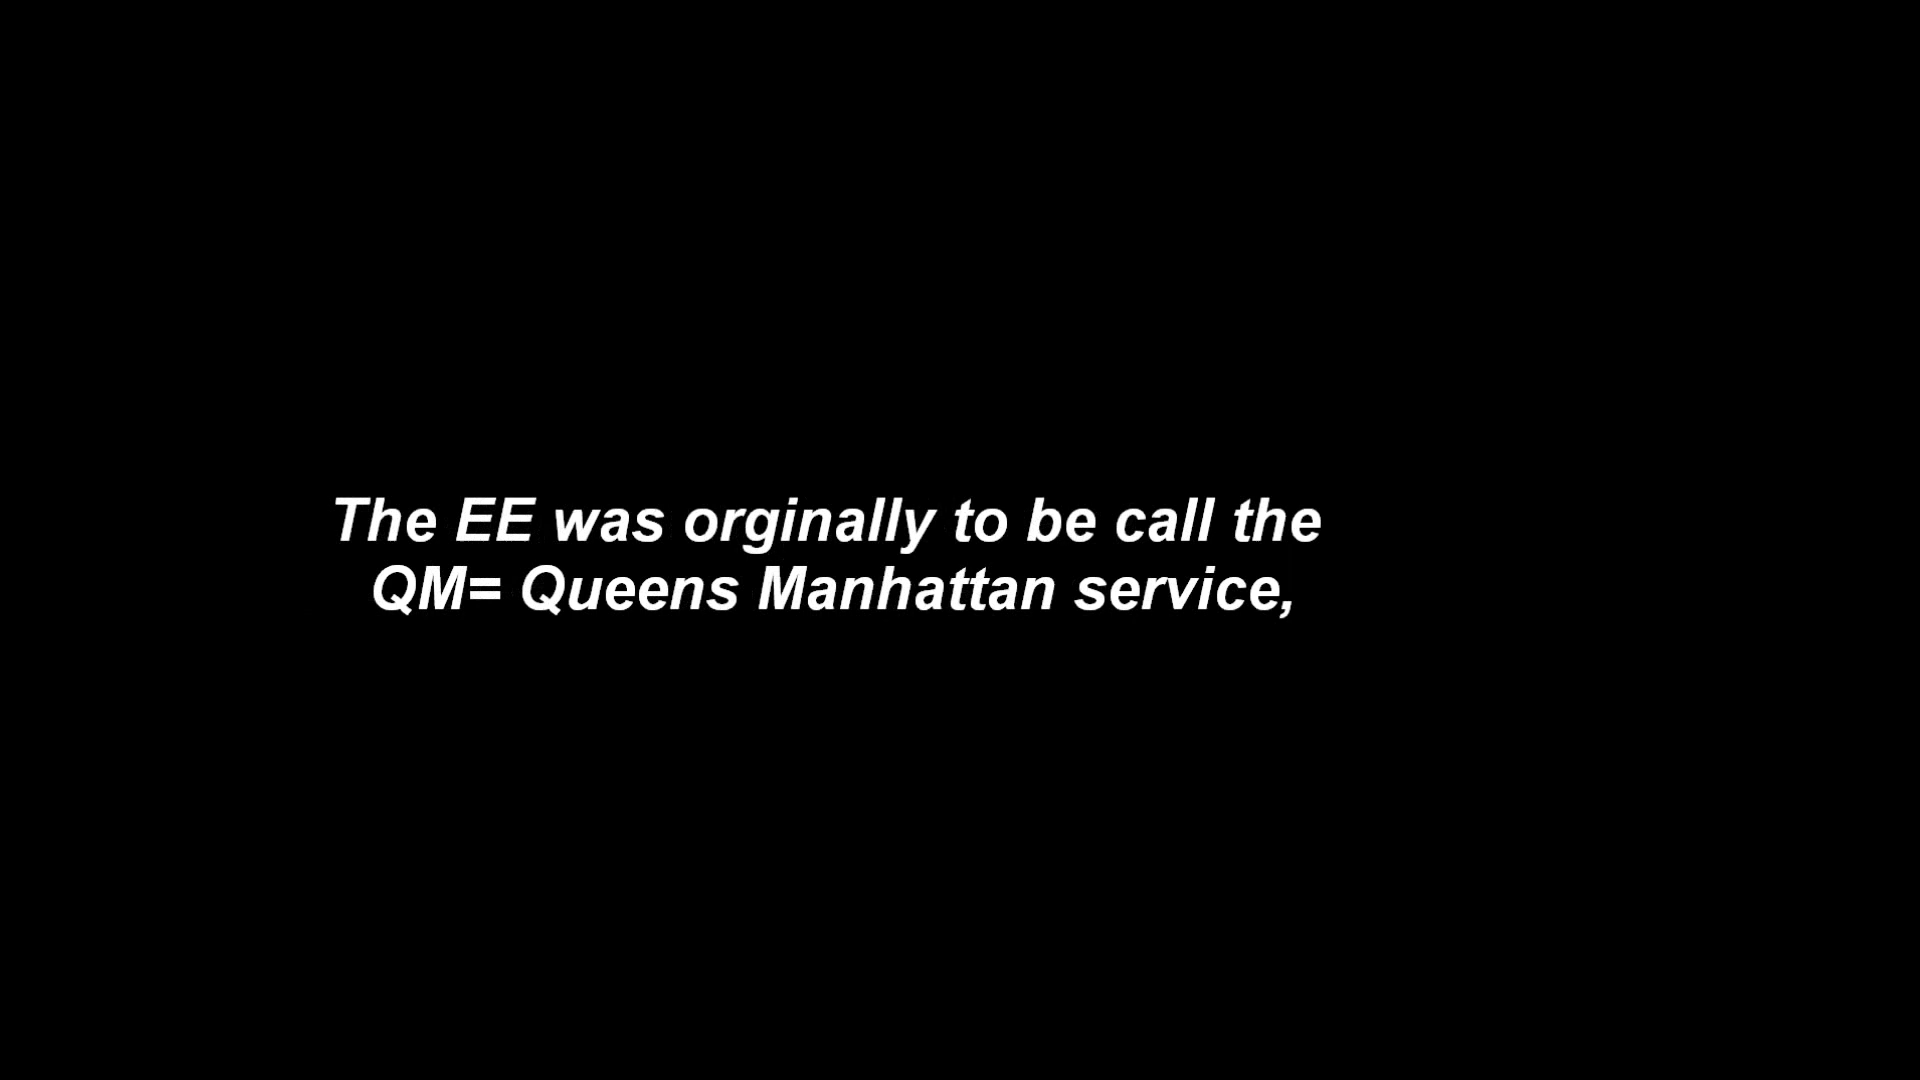 The EE was orginally to be call the
QM= Queens Manhattan service,